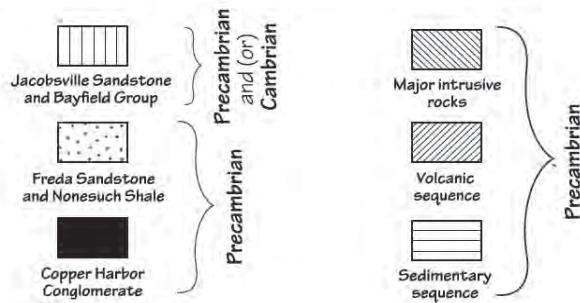 Jacobsville Sandstone
and Bayfield Group
Precambrian
and (or)
Cambrian
Freda Sandstone
and Nonesuch Shale
Copper Harbor
Conglomerate
Precambrian
Major intrusive
rocks
Volcanic
sequence
Sedimentary
sequence
Precambrian